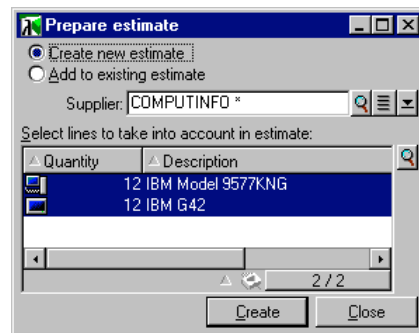 Prepare estimate
Create new estimate
Add to existing estimate
Supplier: COMPUTINFO *
Select lines to take into account in estimate:
Quantity Description
12 IBM Model 9577KNG
12 IBM G42
2 / 2
Create Close